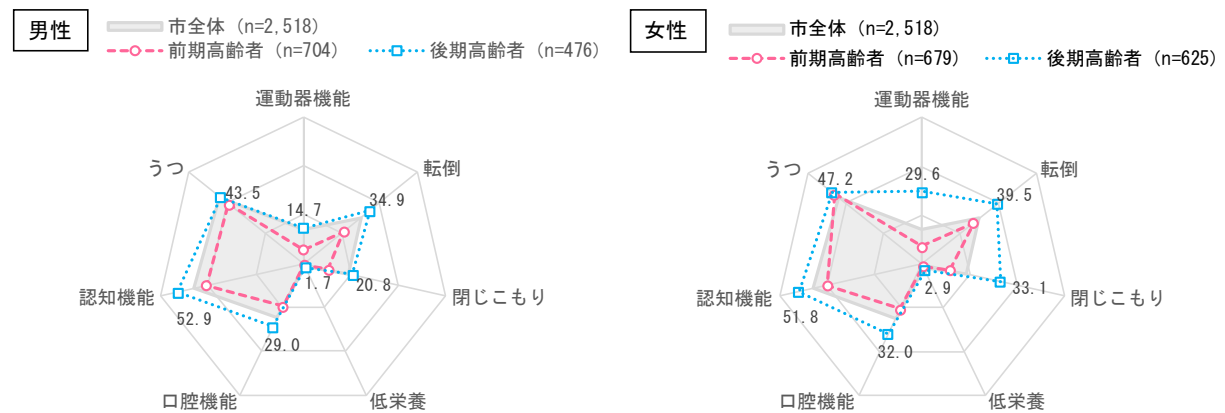 男性
市全体 (n=2,518)
前期高齢者 (n=704) 後期高齢者 (n=476)
運動器機能
うつ
転倒
43.5
14.7
34.9
認知機能
閉じこもり
20.8
1.7
52.9
29.0
口腔機能
低栄養
女性
市全体 (n=2,518)
前期高齢者 (n=679) 後期高齢者 (n=625)
運動器機能
うつ
転倒
47.2
29.6
39.5
認知機能
閉じこもり
33.1
2.9
51.8
32.0
口腔機能
低栄養